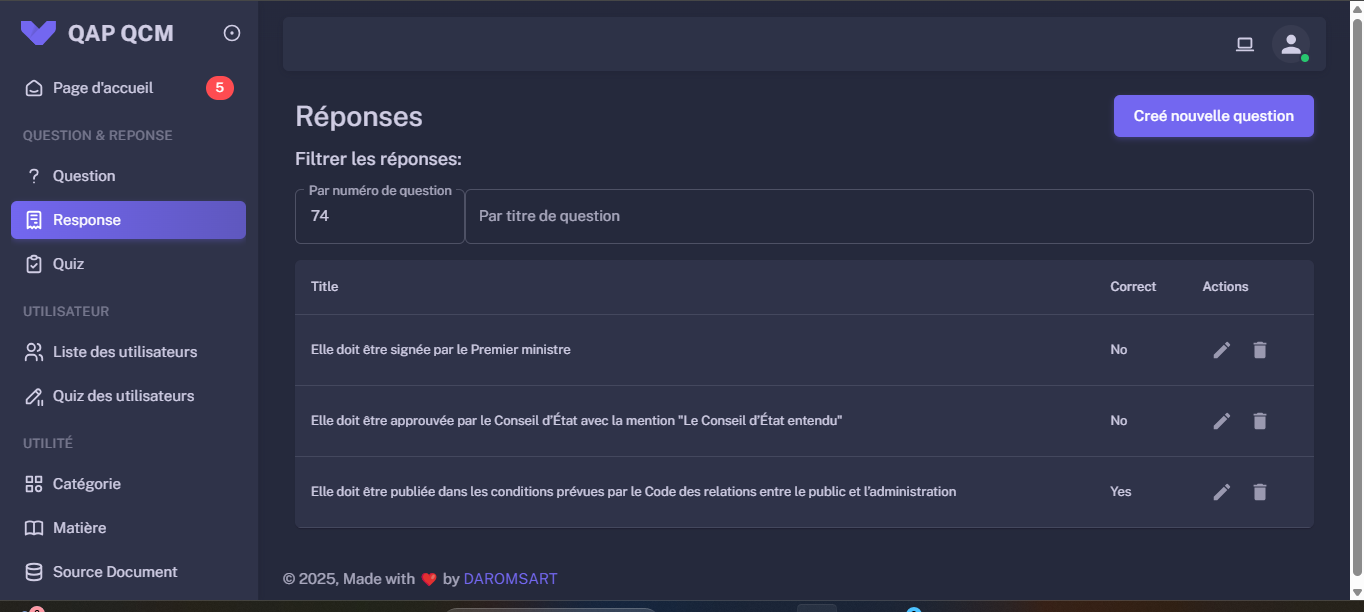 QAP QCM
Page d'accueil 5
QUESTION & REPONSE
? Question
Response
Quiz
UTILISATEUR
Liste des utilisateurs
Quiz des utilisateurs
UTILITÉ
Catégorie
Matière
Source Document
Réponses
Creé nouvelle question
Filtrer les réponses:
Par numéro de question
74
Par titre de question
Title Correct Actions
Elle doit être signée par le Premier ministre No
Elle doit être approuvée par le Conseil d'État avec la mention "Le Conseil d'État entendu" No
Elle doit être publiée dans les conditions prévues par le Code des relations entre le public et l'administration Yes
© 2025, Made with ❤️ by DAROMSART